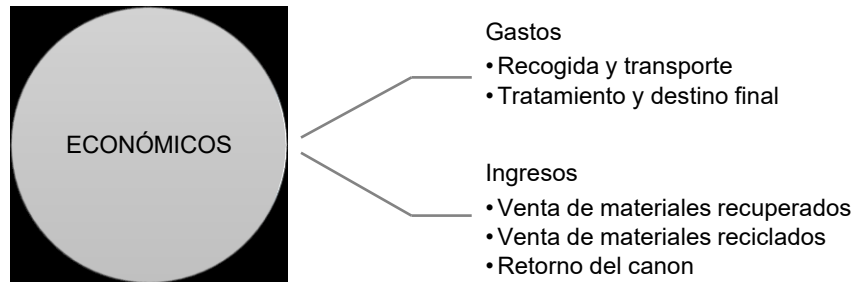 ECONÓMICOS
Gastos
• Recogida y transporte
• Tratamiento y destino final
Ingresos
• Venta de materiales recuperados
• Venta de materiales reciclados
• Retorno del canon